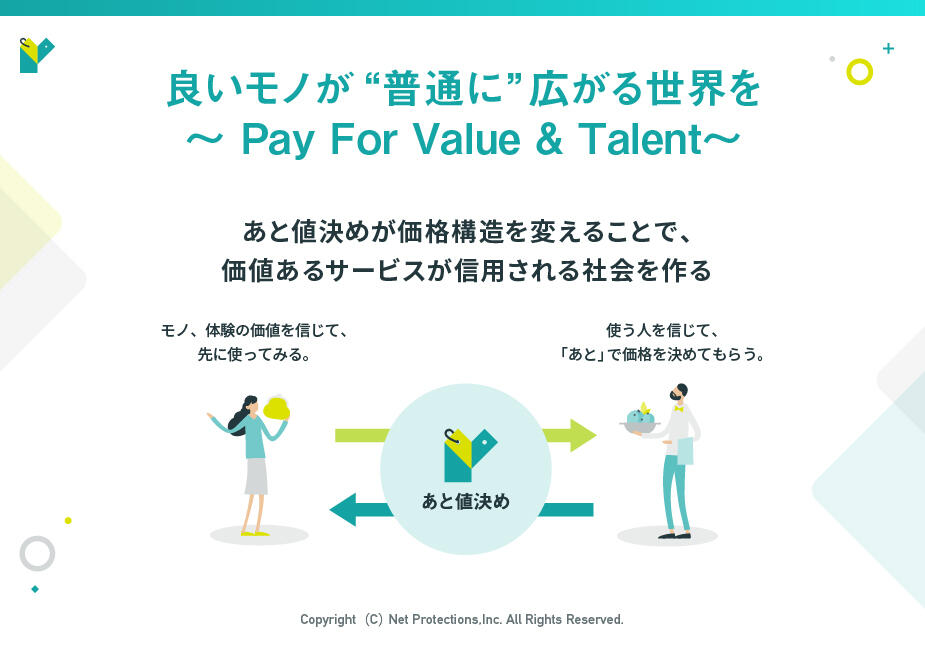 良いモノが“普通に”広がる世界を
〜 Pay For Value & Talent〜
あと値決めが価格構造を変えることで、
価値あるサービスが信用される社会を作る
モノ、体験の価値を信じて、
先に使ってみる。
使う人を信じて、
「あと」で価格を決めてもらう。
あと値決め
Copyright (C) Net Protections,Inc. All Rights Reserved.